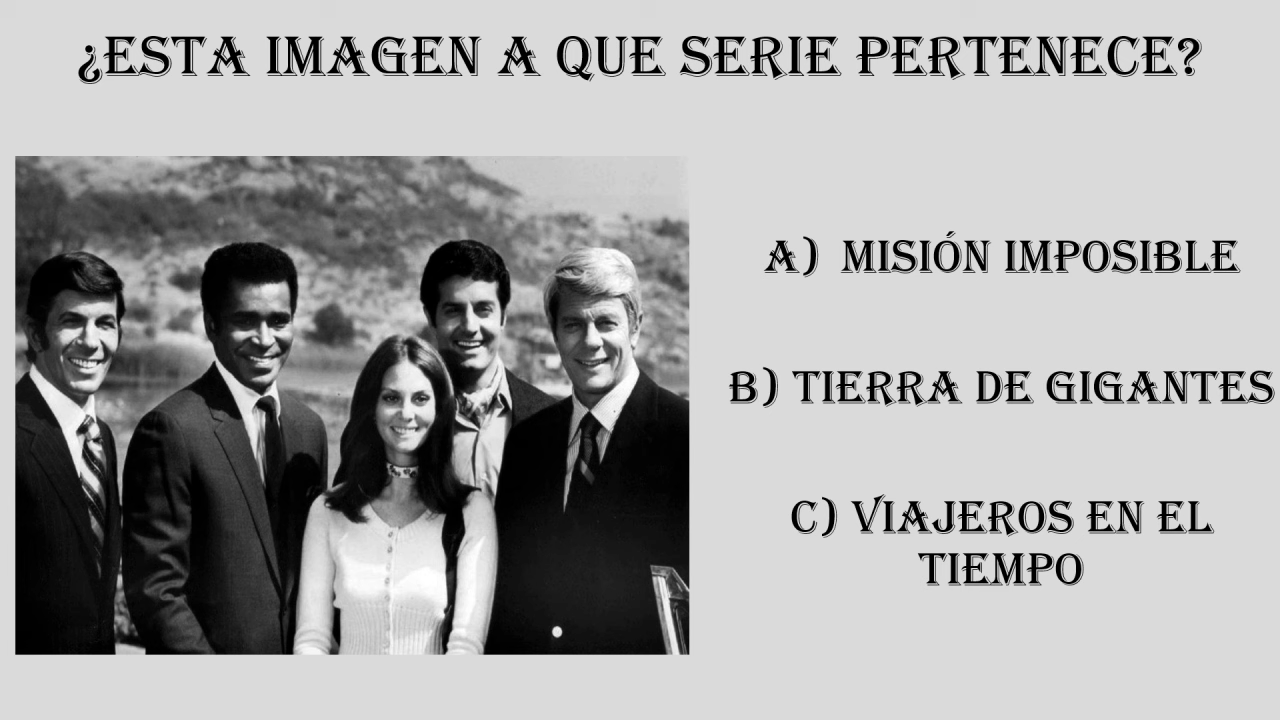 ¿ESTA IMAGEN A QUE SERIE PERTENECE?
A) MISIÓN IMPOSIBLE
B) TIERRA DE GIGANTES
C) VIAJEROS EN EL
TIEMPO